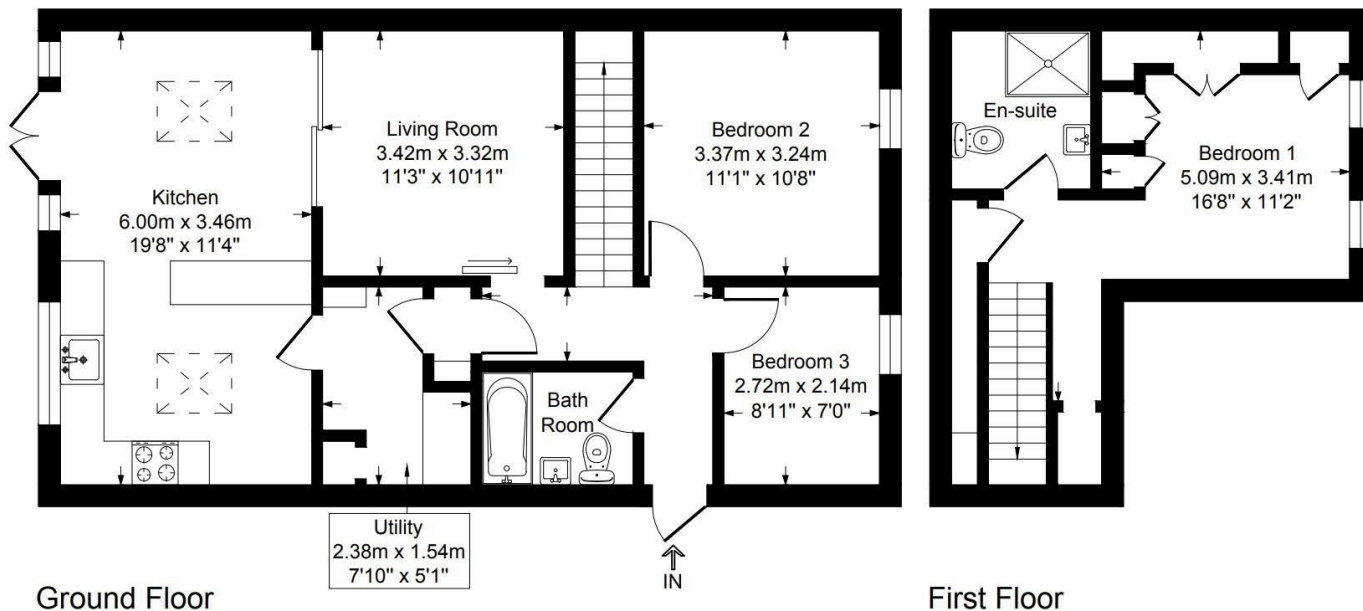 Kitchen
6.00m x 3.46m
19'8" x 11'4"
Living Room
3.42m x 3.32m
11'3" x 10'11"
Bedroom 2
3.37m x 3.24m
11'1" x 10'8"
Bedroom 3
2.72m x 2.14m
8'11" x 7'0"
Bath
Room
Utility
2.38m x 1.54m
7'10" x 5'1"
IN
Ground Floor
En-suite
Bedroom 1
5.09m x 3.41m
16'8" x 11'2"
First Floor